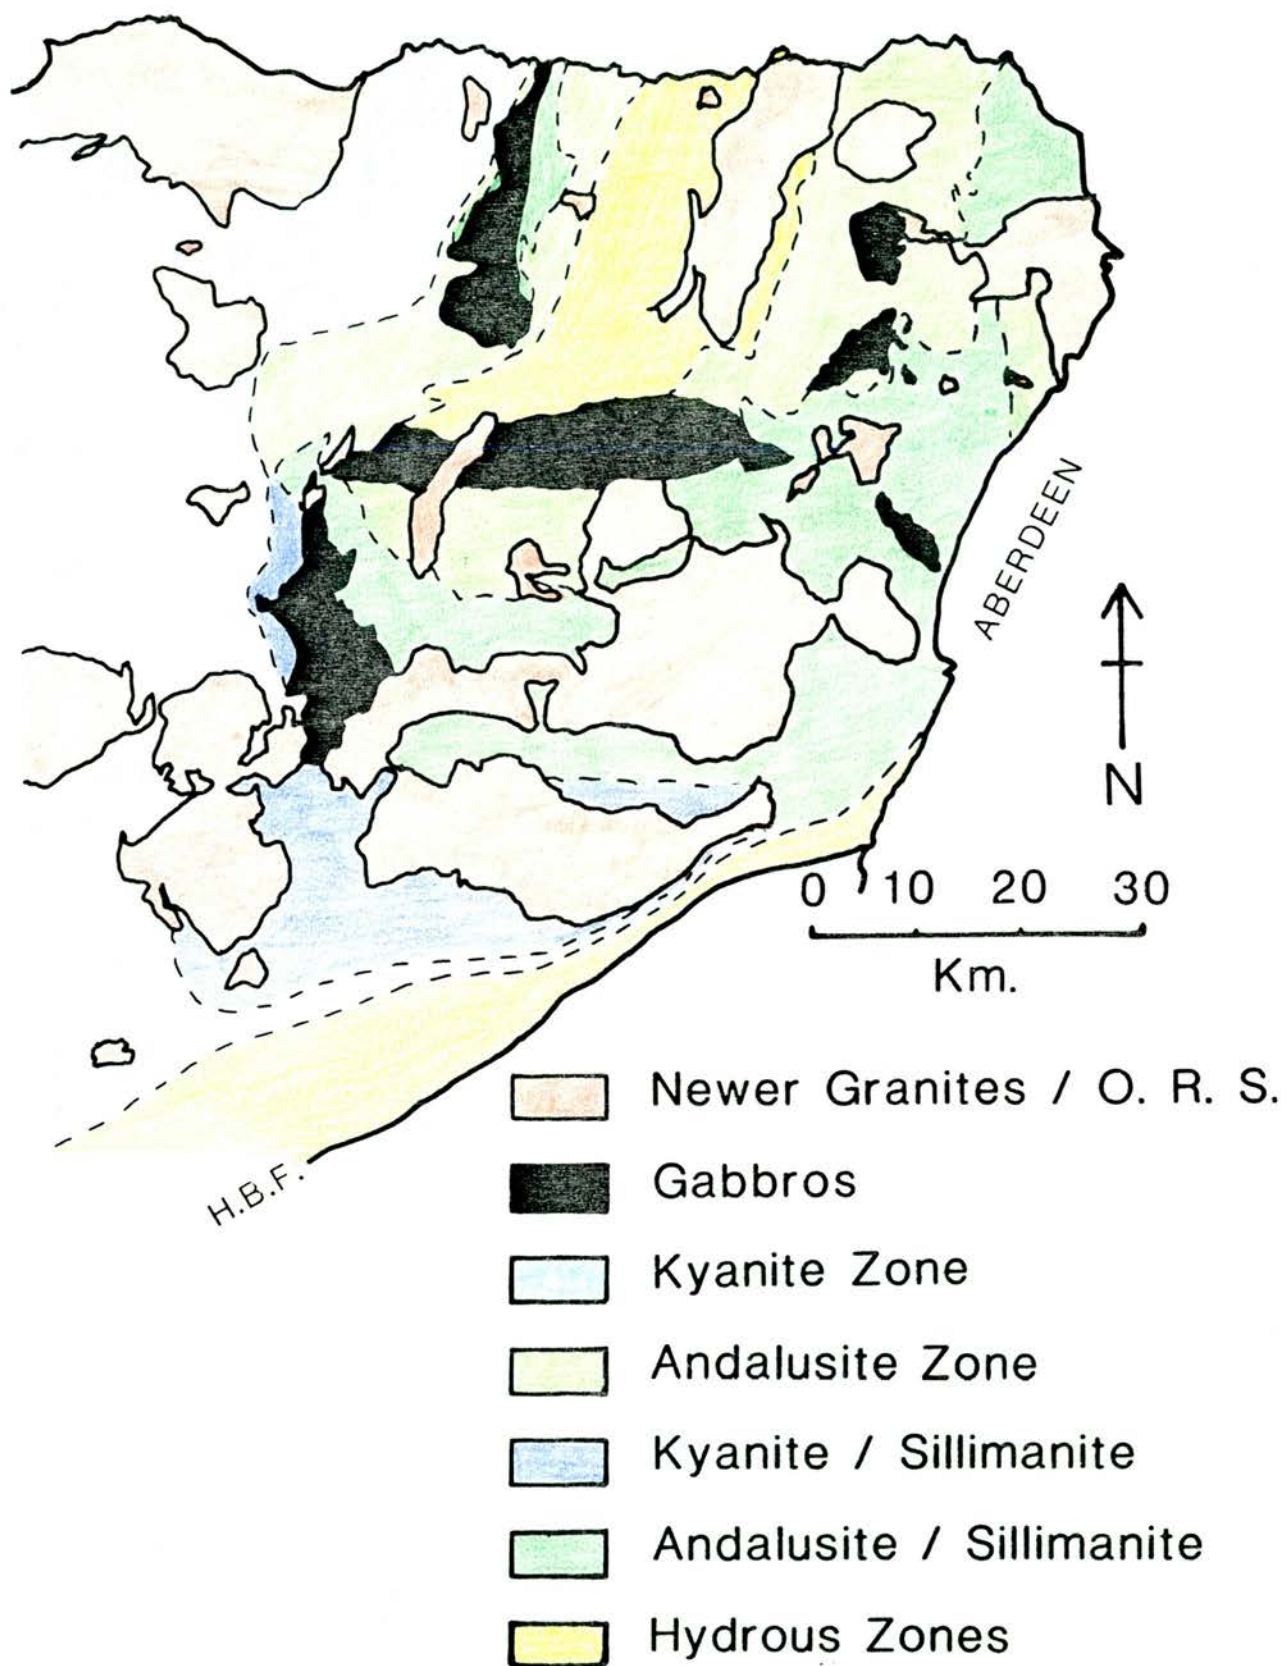 ABERDEEN
N
0 10 20 30
Km.
H.B.F.
Newer Granites / O. R. S.
Gabbros
Kyanite Zone
Andalusite Zone
Kyanite / Sillimanite
Andalusite / Sillimanite
Hydrous Zones